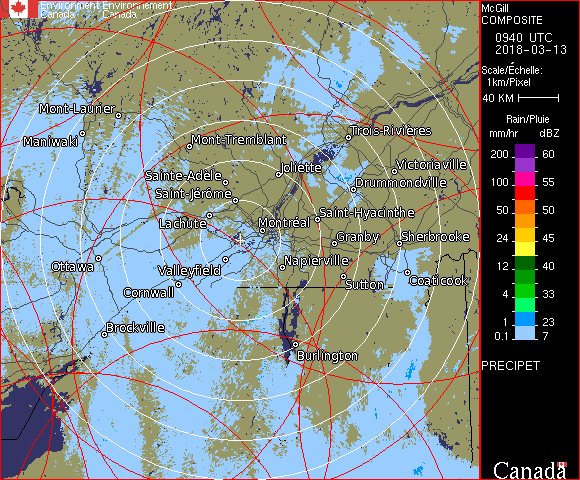 Environment Environnement
Canada Canada
McGill
COMPOSITE
0940 UTC
2018-03-13
Scale/Échelle:
1km/Pixel
40 KM
Rain/Pluie
mm/hr dBZ
200 60
100 55
75 53
50 50
24 45
12 40
4 33
1 23
0.1 7
PRECIPET
Canada
Mont-Laurier
Maniwaki
Mont-Tremblant
Trois-Rivières
Joliette
Victoriaville
Sainte-Adèle
Drummondville
Saint-Jérôme
Lachute
Saint-Hyacinthe
Montréal
Granby
Sherbrooke
Ottawa
Valleyfield
Napierville
Cornwall
Sutton
Coaticook
Brockville
Burlington